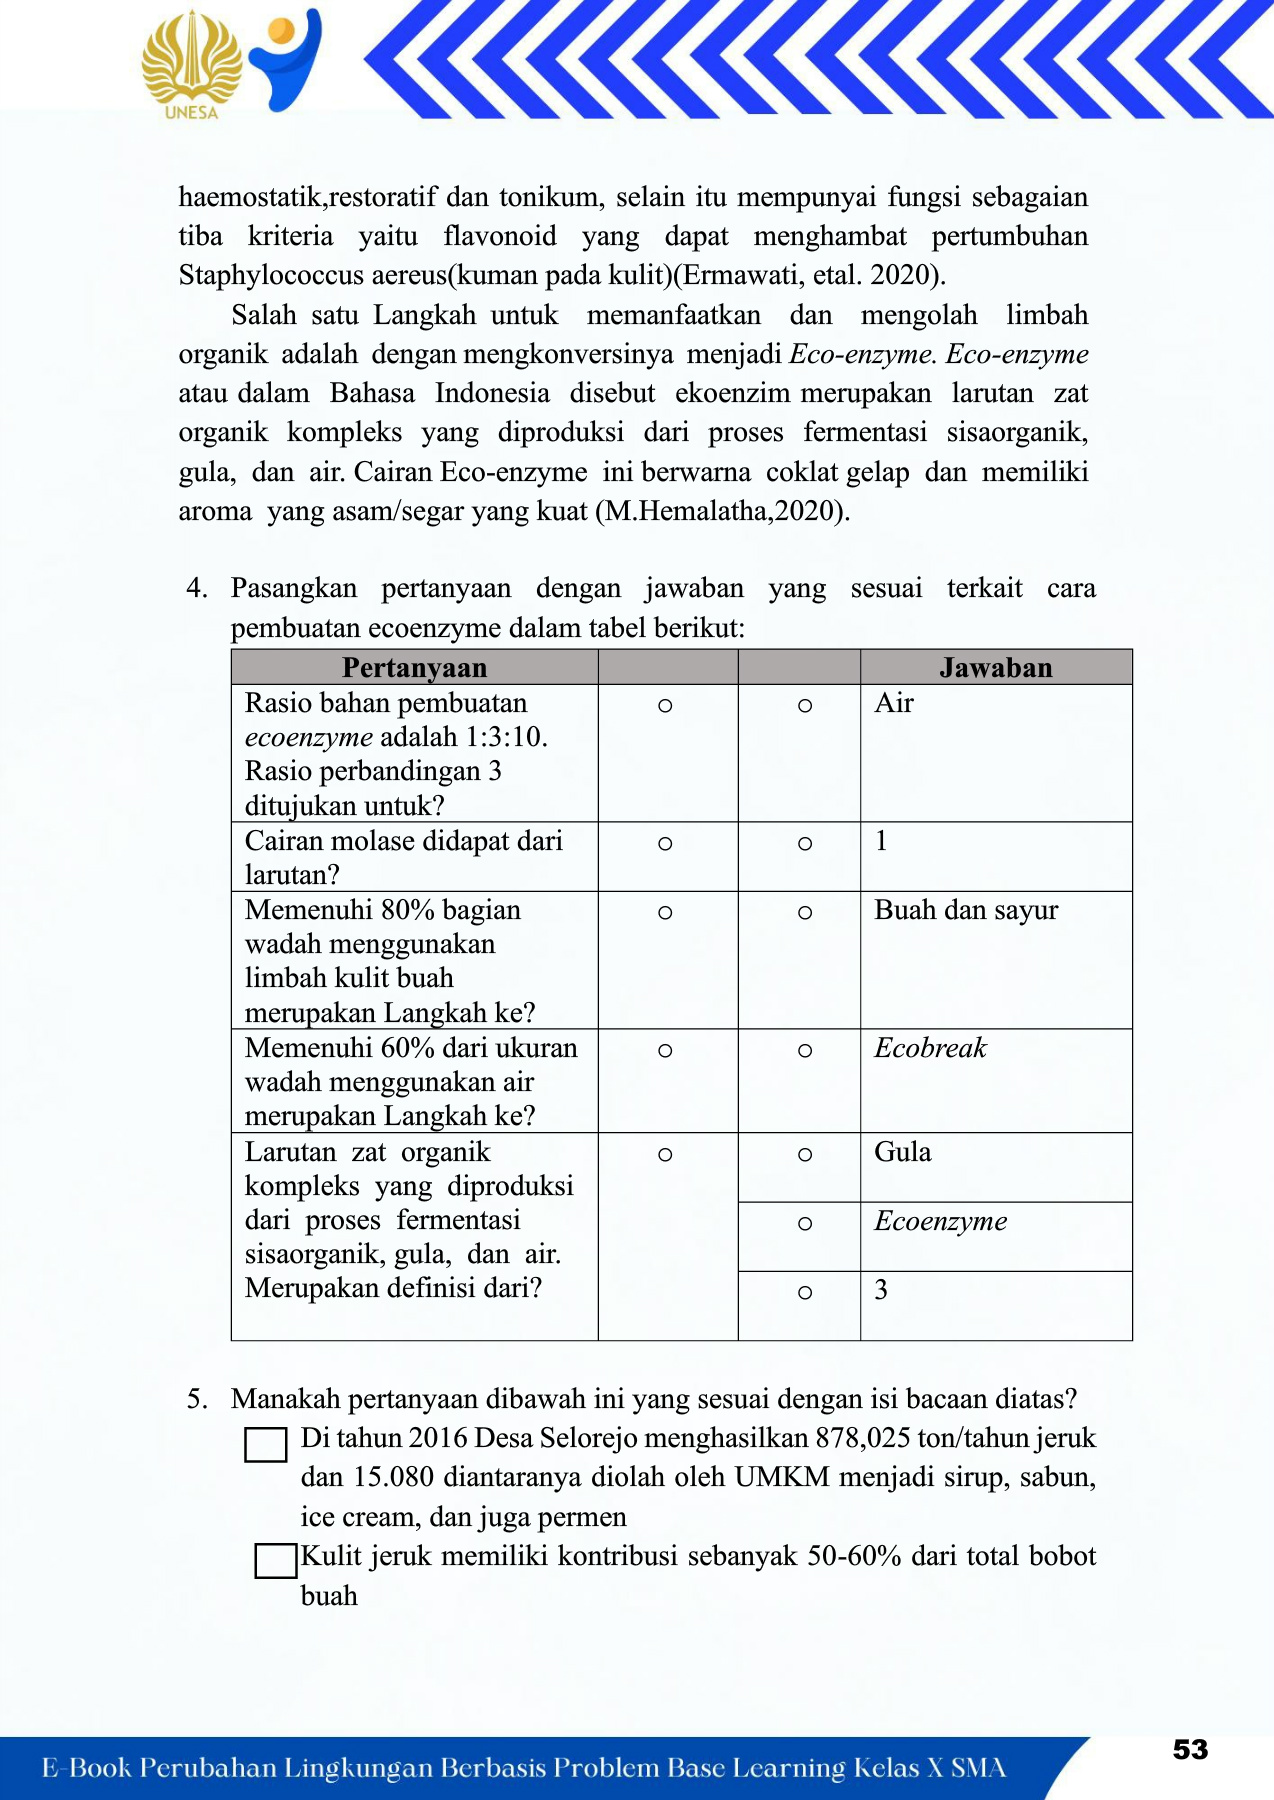 UNESA
haemostatik,restoratif dan tonikum, selain itu mempunyai fungsi sebagaian
tiba kriteria yaitu flavonoid yang dapat menghambat pertumbuhan
Staphylococcus aereus(kuman pada kulit)(Ermawati, etal. 2020).
Salah satu Langkah untuk memanfaatkan dan mengolah limbah
organik adalah dengan mengkonversinya menjadi Eco-enzyme. Eco-enzyme
atau dalam Bahasa Indonesia disebut ekoenzim merupakan larutan zat
organik kompleks yang diproduksi dari proses fermentasi sisaorganik,
gula, dan air. Cairan Eco-enzyme ini berwarna coklat gelap dan memiliki
aroma yang asam/segar yang kuat (M.Hemalatha,2020).
4. Pasangkan pertanyaan dengan jawaban yang sesuai terkait cara
pembuatan ecoenzyme dalam tabel berikut:
Pertanyaan Jawaban
Rasio bahan pembuatan Air
ecoenzyme adalah 1:3:10.
Rasio perbandingan 3
ditujukan untuk?
Cairan molase didapat dari 1
larutan?
Memenuhi 80% bagian Buah dan sayur
wadah menggunakan
limbah kulit buah
merupakan Langkah ke?
Memenuhi 60% dari ukuran Ecobreak
wadah menggunakan air
merupakan Langkah ke?
Larutan zat organik Gula
kompleks yang diproduksi
dari proses fermentasi Ecoenzyme
sisaorganik, gula, dan air.
Merupakan definisi dari? 3
5. Manakah pertanyaan dibawah ini yang sesuai dengan isi bacaan diatas?
Di tahun 2016 Desa Selorejo menghasilkan 878,025 ton/tahun jeruk
dan 15.080 diantaranya diolah oleh UMKM menjadi sirup, sabun,
ice cream, dan juga permen
Kulit jeruk memiliki kontribusi sebanyak 50-60% dari total bobot
buah
53
E-Book Perubahan Lingkungan Berbasis Problem Base Learning Kelas X SMA